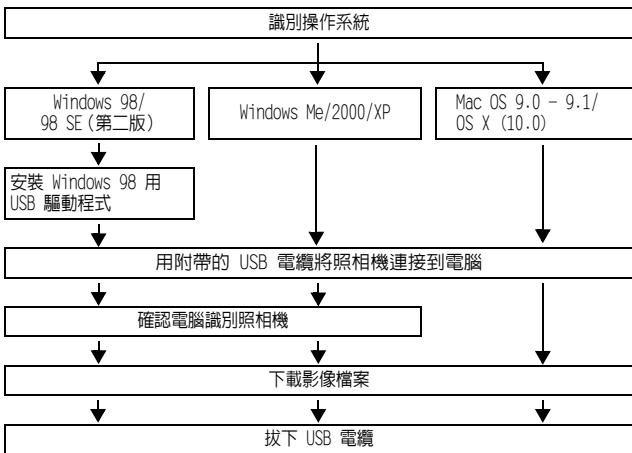 識別操作系統
Windows 98/
98 SE(第二版)
Windows Me/2000/XP
Mac OS 9.0 - 9.1/
OS X (10.0)
安裝 Windows 98 用
USB 驅動程式
用附帶的 USB 電纜將照相機連接到電腦
確認電腦識別照相機
下載影像檔案
拔下 USB 電纜